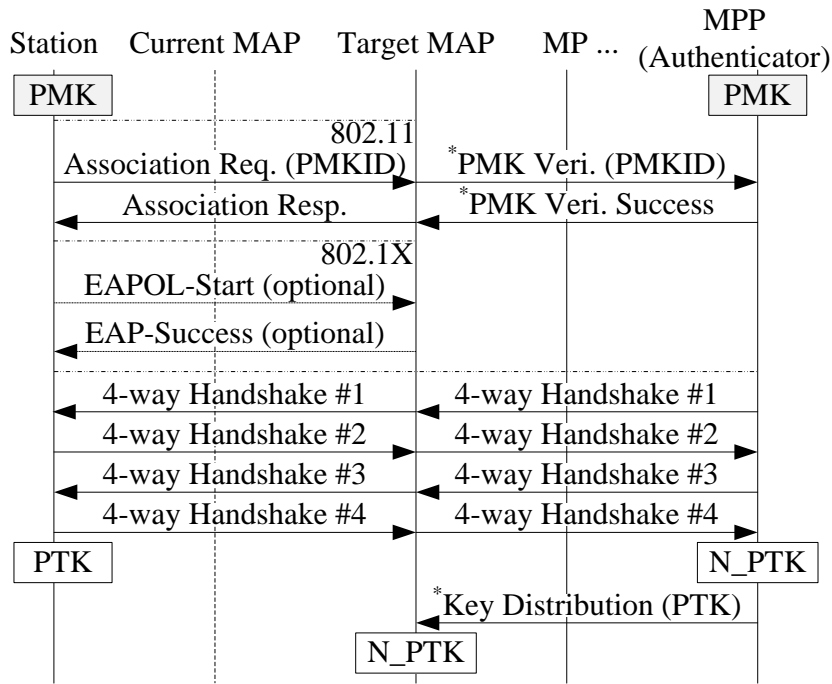 Station Current MAP Target MAP MP ... MPP (Authenticator)
PMK PMK
802.11
Association Req. (PMKID) *PMK Veri. (PMKID)
Association Resp. *PMK Veri. Success
802.1X
EAPOL-Start (optional)
EAP-Success (optional)
4-way Handshake #1 4-way Handshake #1
4-way Handshake #2 4-way Handshake #2
4-way Handshake #3 4-way Handshake #3
4-way Handshake #4 4-way Handshake #4
PTK N_PTK
*Key Distribution (PTK)
N_PTK